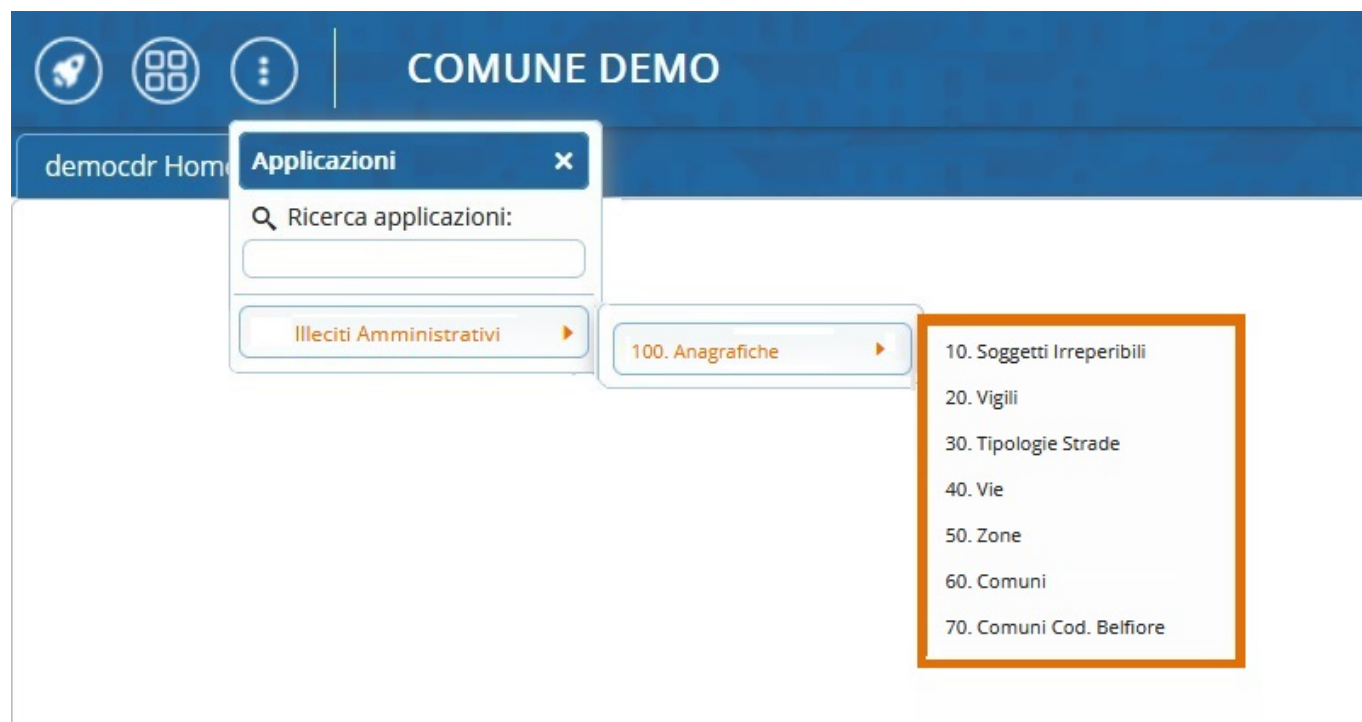 COMUNE DEMO
democdr Home
Applicazioni
Ricerca applicazioni:
Illeciti Amministrativi
100. Anagrafiche
10. Soggetti Irreperibili
20. Vigili
30. Tipologie Strade
40. Vie
50. Zone
60. Comuni
70. Comuni Cod. Belfiore